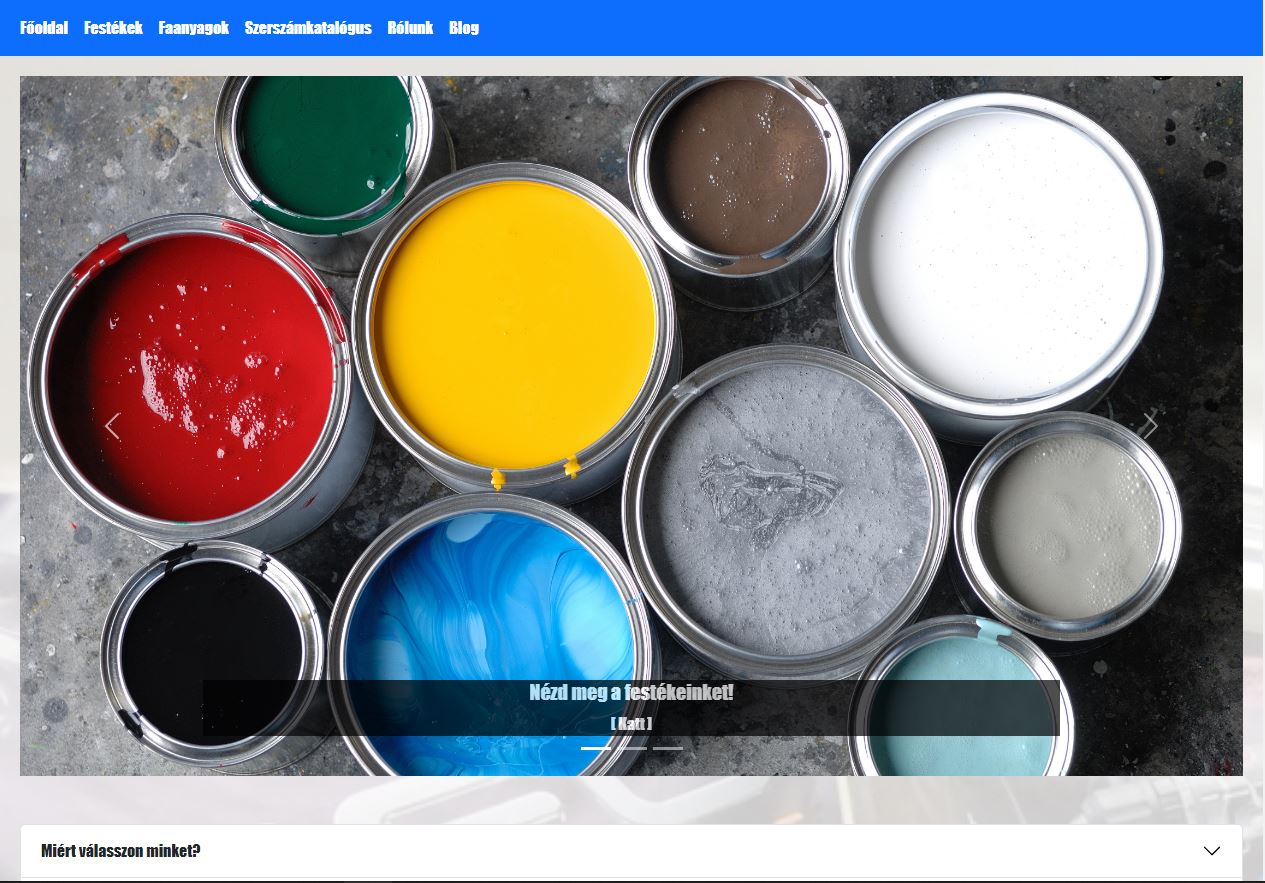 Főoldal Festékek Faanyagok Szerszámkatalógus Rólunk Blog
Nézd meg a festékeinket!
[ Katt ]
Miért válasszon minket?